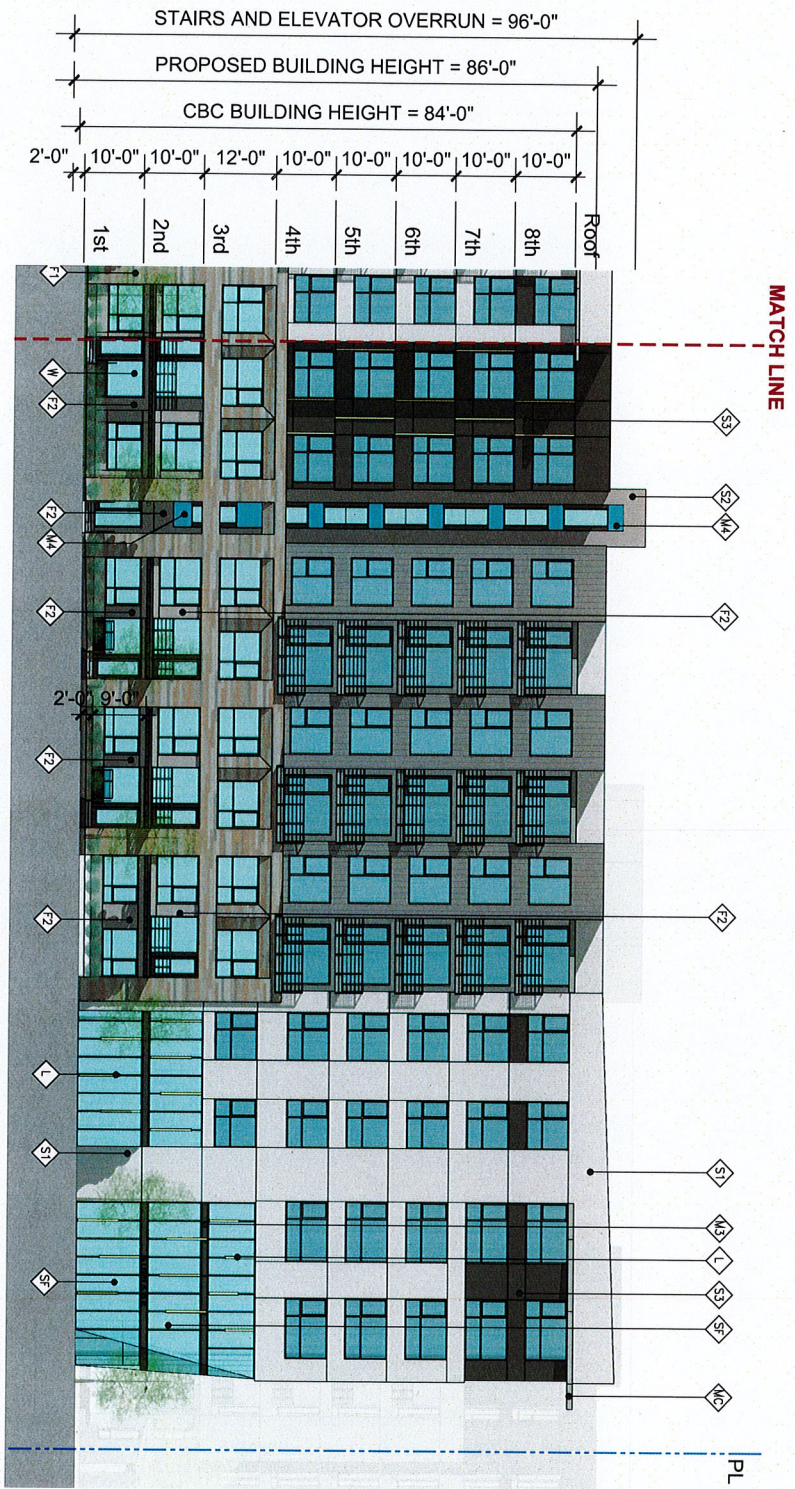 STAIRS AND ELEVATOR OVERRUN = 96'-0"
PROPOSED BUILDING HEIGHT = 86'-0"
CBC BUILDING HEIGHT = 84'-0"
2'-0" 10'-0" 10'-0" 12'-0" 10'-0" 10'-0" 10'-0" 10'-0" 10'-0"
1st
2nd
3rd
4th
5th
6th
7th
8th
Roof
MATCH LINE
S3
S2
M4
F2
F2
S1
M3
L
S3
SF
MC
PL
2'-0" 9'-0"
F1
W
F2
F2
M4
F2
F2
F2
L
S1
SF